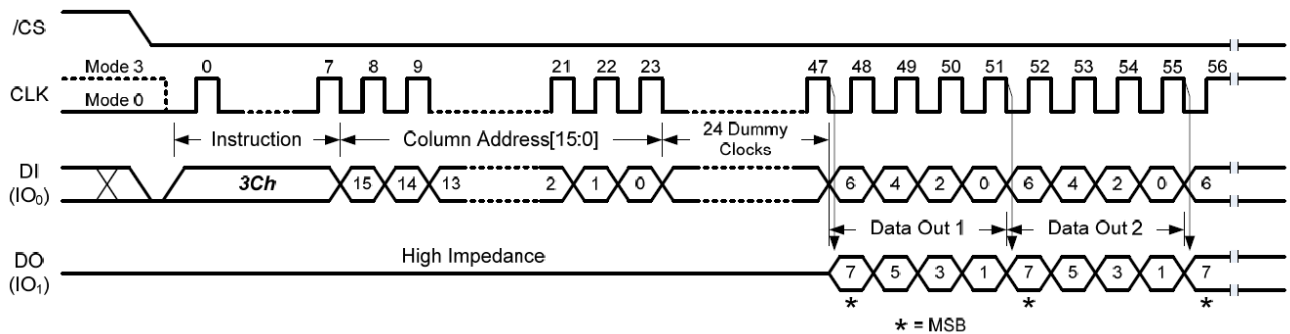 /CS
Mode 3 0 7 8 9 21 22 23 47 48 49 50 51 52 53 54 55 56
CLK Mode 0
Instruction Column Address[15:0] 24 Dummy Clocks
DI (IO0) 3Ch 15 14 13 2 1 0 6 4 2 0 6 4 2 0 6
Data Out 1 Data Out 2
DO (IO1) High Impedance 7 5 3 1 7 5 3 1 7
* * *
* = MSB